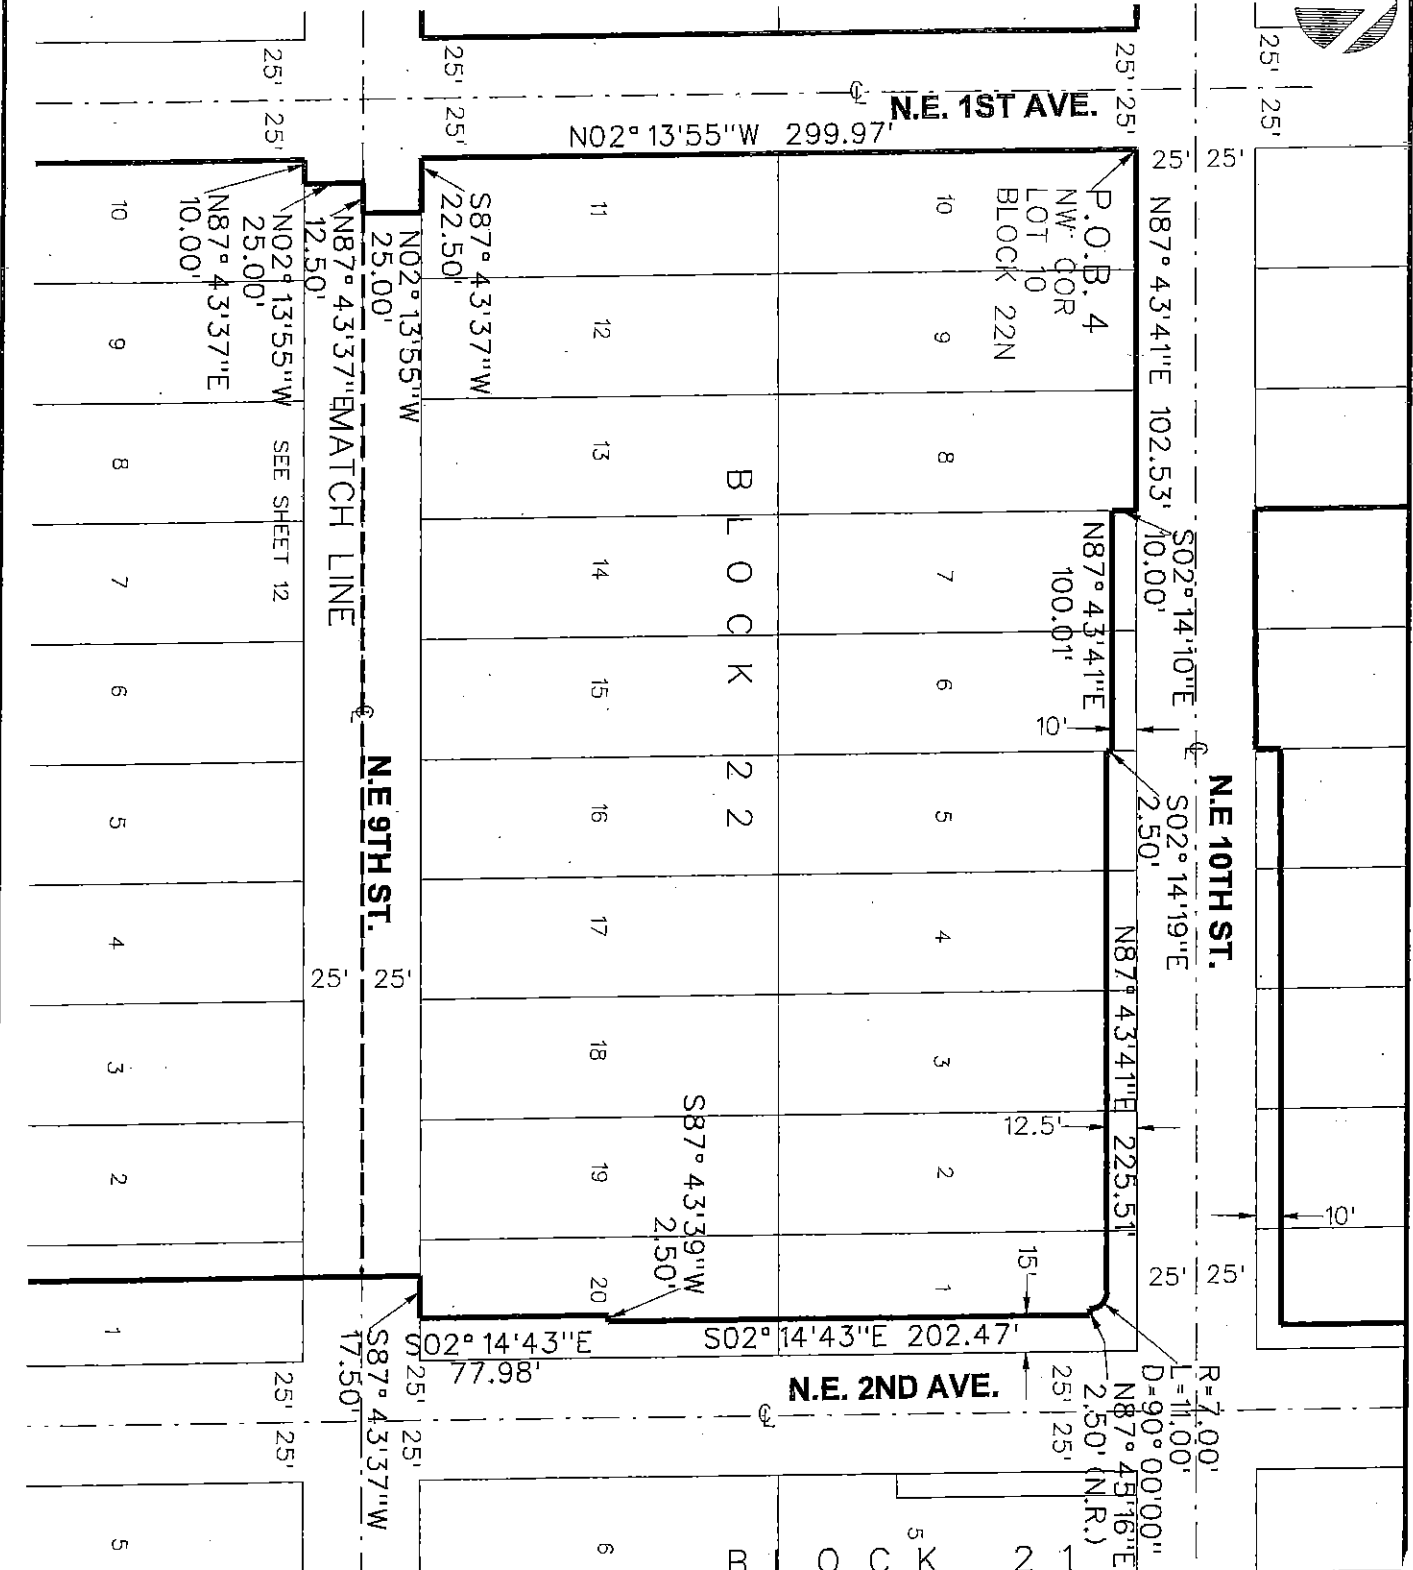 N.E. 1ST AVE.
N02°13'55"W 299.97'
25'
25'
25'
25'
25'
25'
25'
25'
25' 25'
P.O.B. 4
NW COR
LOT 10
BLOCK 22N
N87°43'41"E 102.53'
S02°14'10"E
10.00'
N87°43'41"E
100.01'
10'
S02°14'19"E
2.50'
N.E 10TH ST.
N87°43'41"E 225.51'
12.5'
10'
15'
25' 25'
R=7.00'
L=11.00'
D=90°00'00"
N87°45'16"E
2.50' (N.R.)
S02°14'43"E 202.47'
S87°43'39"W
2.50'
S02°14'43"E
77.98'
S87°43'37"W
17.50'
N.E. 2ND AVE.
25'
25'
25'
25'
25'
25'
S87°43'37"W
22.50'
N02°13'55"W
25.00'
N87°43'37"E
12.50'
MATCH LINE
N02°13'55"W
25.00'
N87°43'37"E
10.00'
SEE SHEET 12
N.E 9TH ST.
25' 25'
BLOCK 22
10
9
8
7
6
5
4
3
2
1
11
12
13
14
15
16
17
18
19
20
10
9
8
7
6
5
4
3
2
1
5
6
5
BLOCK 21